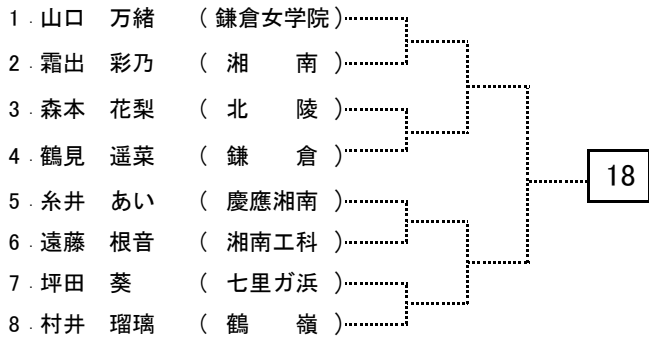 1 . 山口 万緒 ( 鎌倉女学院 )
2 . 霜出 彩乃 ( 湘 南 )
3 . 森本 花梨 ( 北 陵 )
4 . 鶴見 遥菜 ( 鎌 倉 )
18
5 . 糸井 あい ( 慶應湘南 )
6 . 遠藤 根音 ( 湘南工科 )
7 . 坪田 葵 ( 七里ガ浜 )
8 . 村井 瑠璃 ( 鶴 嶺 )